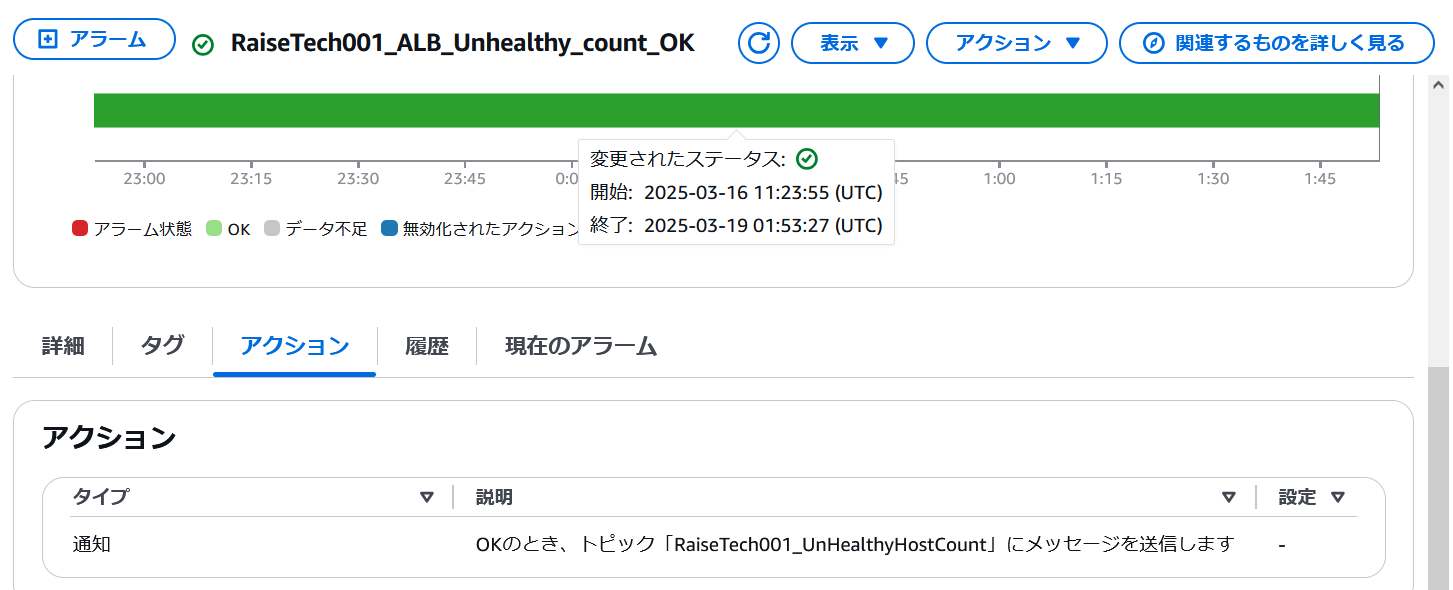 アラーム
RaiseTech001_ALB_Unhealthy_count_OK
表示
アクション
関連するものを詳しく見る
変更されたステータス:
開始: 2025-03-16 11:23:55 (UTC)
終了: 2025-03-19 01:53:27 (UTC)
23:00 23:15 23:30 23:45 0:0 45 1:00 1:15 1:30 1:45
アラーム状態 OK データ不足 無効化されたアクション
詳細 タグ アクション 履歴 現在のアラーム
アクション
タイプ 説明 設定
通知 OKのとき、トピック「RaiseTech001_UnHealthyHostCount」にメッセージを送信します -